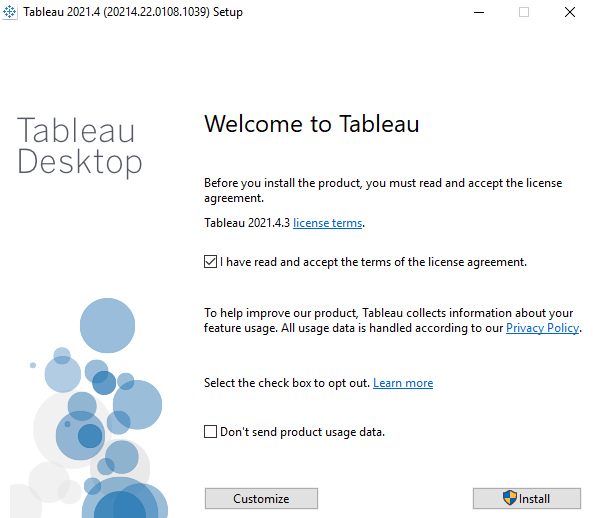 Tableau 2021.4 (20214.22.0108.1039) Setup
Tableau
Desktop
Welcome to Tableau
Before you install the product, you must read and accept the license
agreement.
Tableau 2021.4.3 license terms.
I have read and accept the terms of the license agreement.
To help improve our product, Tableau collects information about your
feature usage. All usage data is handled according to our Privacy Policy.
Select the check box to opt out. Learn more
Don't send product usage data.
Customize
Install